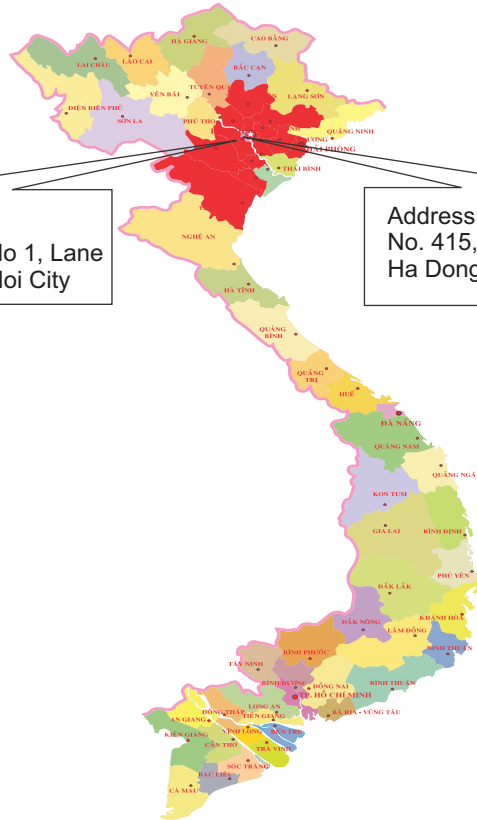 HÀ GIANG
CAO BẰNG
LAI CHÂU
LÀO CAI
BẮC CẠN
TUYÊN QUA
YÊN BÁI
LẠNG SƠN
ĐIỆN BIÊN PHỦ
SƠN LA
PHÚ THỌ
QUẢNG NINH
HẢI PHÒNG
THÁI BÌNH
NGHỆ AN
HÀ TĨNH
QUẢNG
BÌNH
QUẢNG
TRỊ
HUẾ
ĐÀ NẴNG
QUẢNG NAM
QUẢNG NGÃ
KON TUM
GIA LAI
BÌNH ĐỊNH
PHÚ YÊN
ĐẮK LẮK
KHÁNH HÒA
ĐẮK NÔNG
LÂM ĐỒNG
NINH THUẬN
BÌNH PHƯỚC
TÂY NINH
BÌNH DƯƠNG
ĐỒNG NAI
BÌNH THUẬN
TP. HỒ CHÍ MINH
BÀ RỊA - VŨNG TÀU
LONG AN
ĐỒNG THÁP
TIỀN GIANG
AN GIANG
BẾN TRE
VĨNH LONG
KIÊN GIANG
CẦN THƠ
TRÀ VINH
SÓC TRĂNG
BẠC LIÊU
CÀ MAU
lo 1, Lane
loi City
Address
No. 415,
Ha Dong